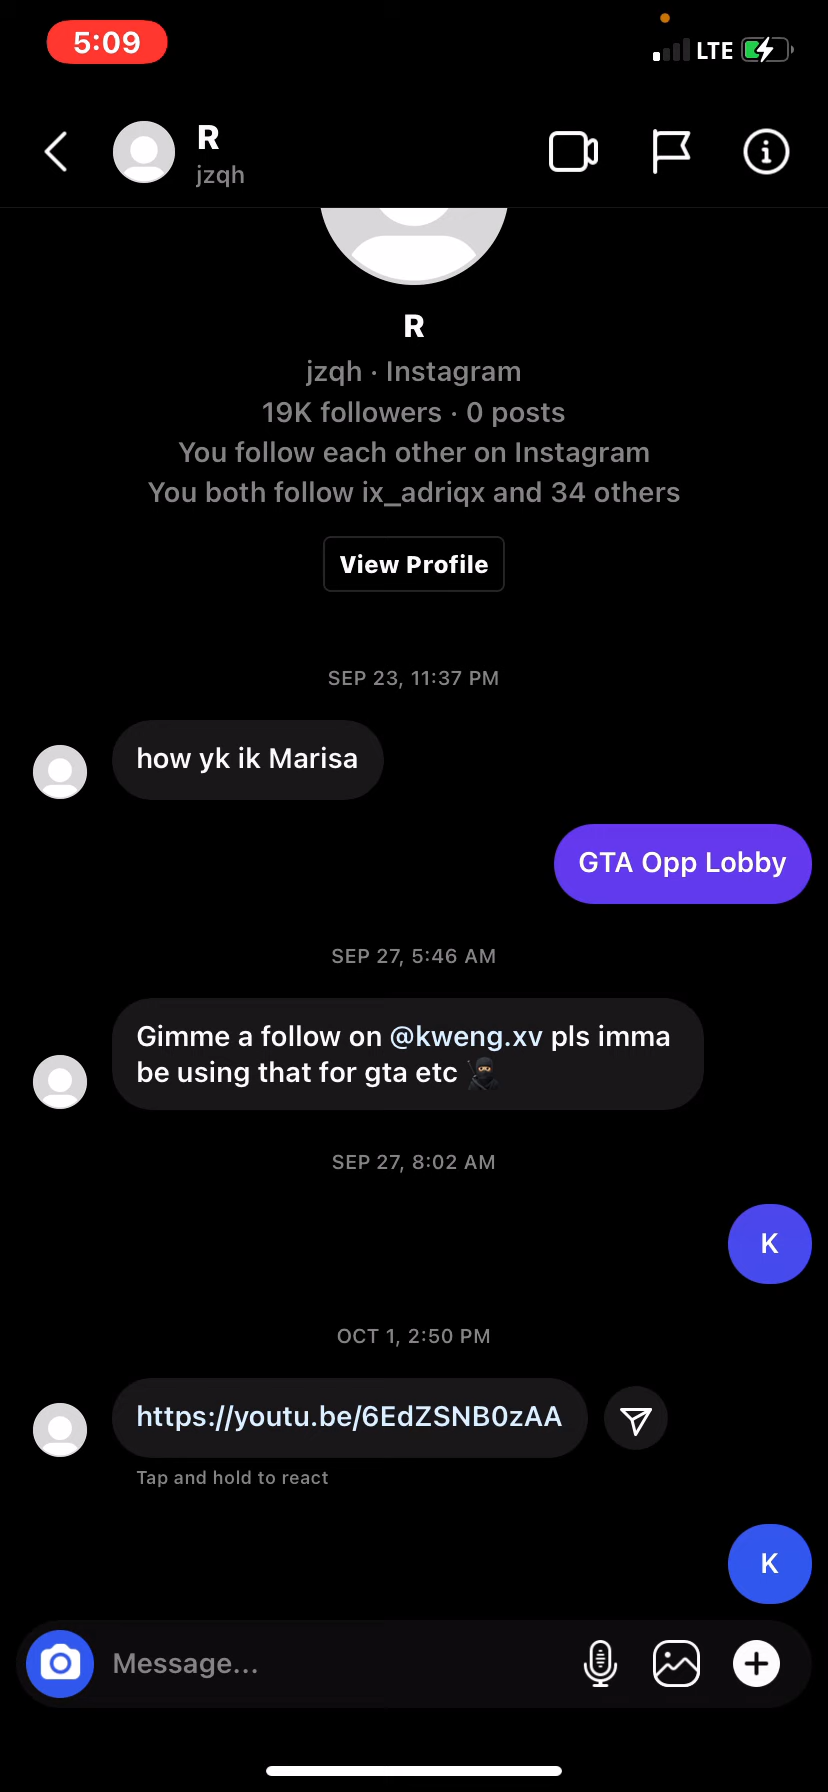 5:09
LTE
R
jzqh
R
jzqh · Instagram
19K followers · 0 posts
You follow each other on Instagram
You both follow ix_adriqx and 34 others
View Profile
SEP 23, 11:37 PM
how yk ik Marisa
GTA Opp Lobby
SEP 27, 5:46 AM
Gimme a follow on @kweng.xv pls imma
be using that for gta etc 🥷
SEP 27, 8:02 AM
K
OCT 1, 2:50 PM
https://youtu.be/6EdZSNB0zAA
Tap and hold to react
K
Message...